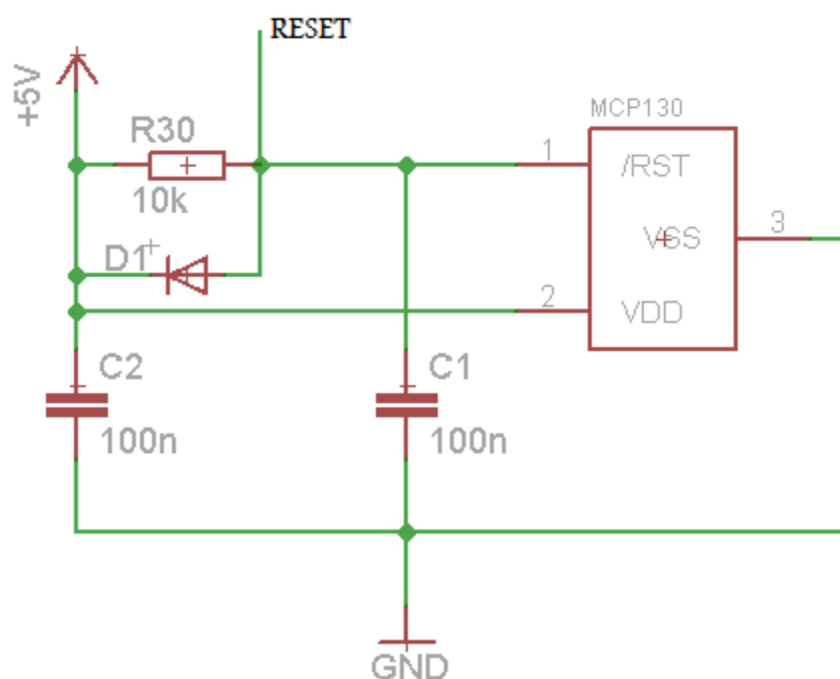 RESET
+5V
R30
10k
D1
MCP130
1
/RST
VSS
3
2
VDD
C2
100n
C1
100n
GND